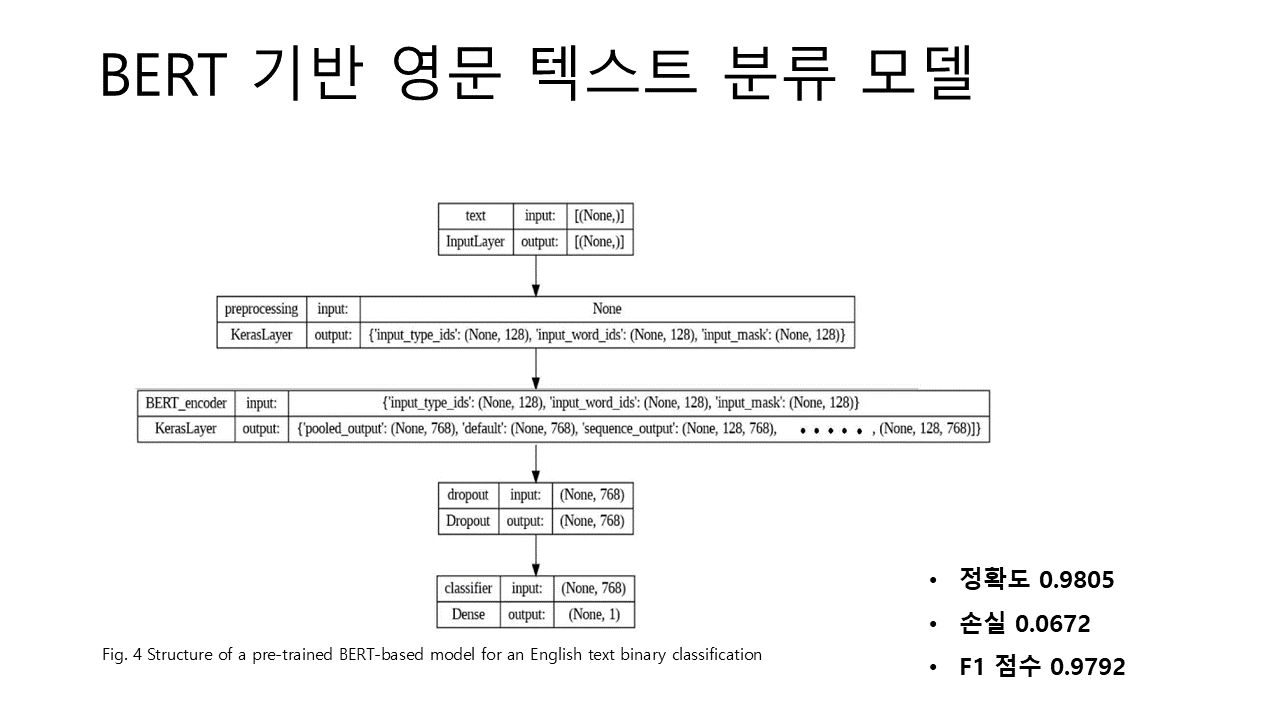 BERT 기반 영문 텍스트 분류 모델
text input: [(None,)]
InputLayer output: [(None,)]
preprocessing input: None
KerasLayer output: {'input_type_ids': (None, 128), 'input_word_ids': (None, 128), 'input_mask': (None, 128)}
BERT_encoder input: {'input_type_ids': (None, 128), 'input_word_ids': (None, 128), 'input_mask': (None, 128)}
KerasLayer output: {'pooled_output': (None, 768), 'default': (None, 768), 'sequence_output': (None, 128, 768), • • • • • , (None, 128, 768)]}
dropout input: (None, 768)
Dropout output: (None, 768)
classifier input: (None, 768)
Dense output: (None, 1)
Fig. 4 Structure of a pre-trained BERT-based model for an English text binary classification
• 정확도 0.9805
• 손실 0.0672
• F1 점수 0.9792